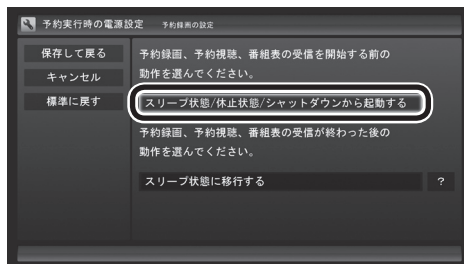 予約実行時の電源設定 予約録画の設定
保存して戻る
キャンセル
標準に戻す
予約録画、予約視聴、番組表の受信を開始する前の
動作を選んでください。
スリープ状態/休止状態/シャットダウンから起動する
予約録画、予約視聴、番組表の受信が終わった後の
動作を選んでください。
スリープ状態に移行する ?